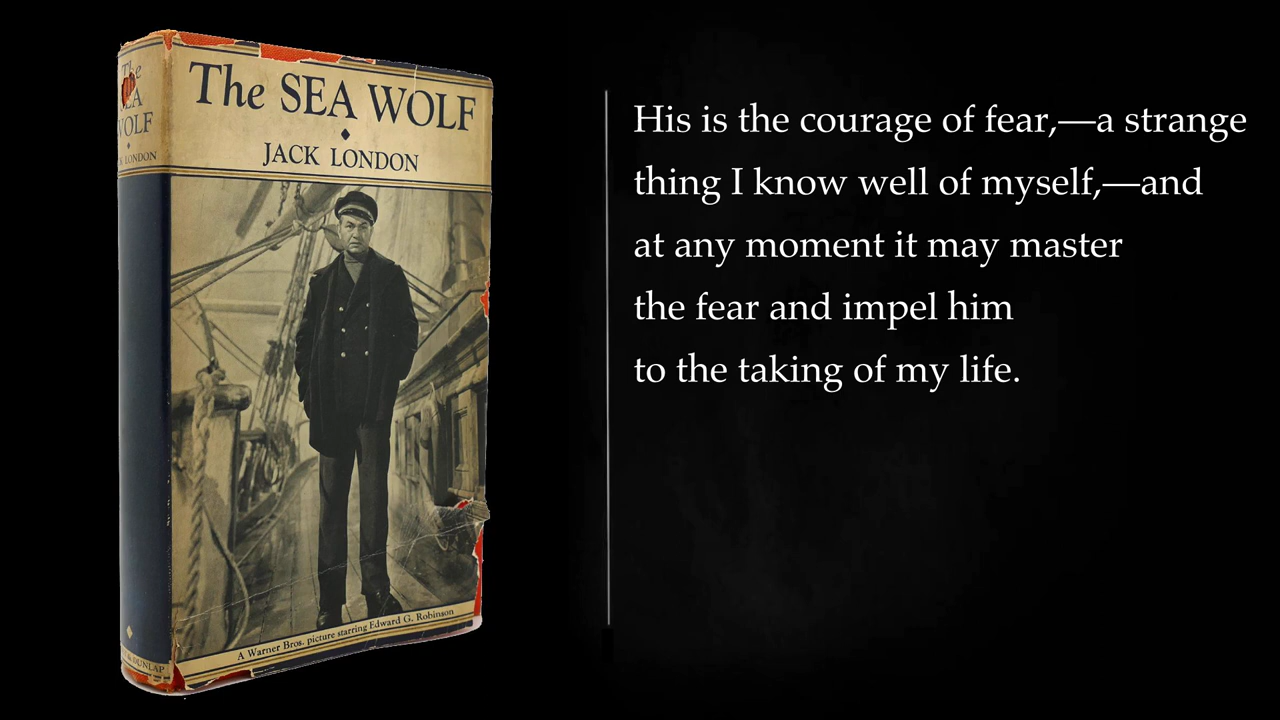 The
SEA
WOLF
LONDON
DUNLAP
The SEA WOLF
JACK LONDON
A Warner Bros. picture starring Edward G. Robinson
His is the courage of fear,—a strange
thing I know well of myself,—and
at any moment it may master
the fear and impel him
to the taking of my life.